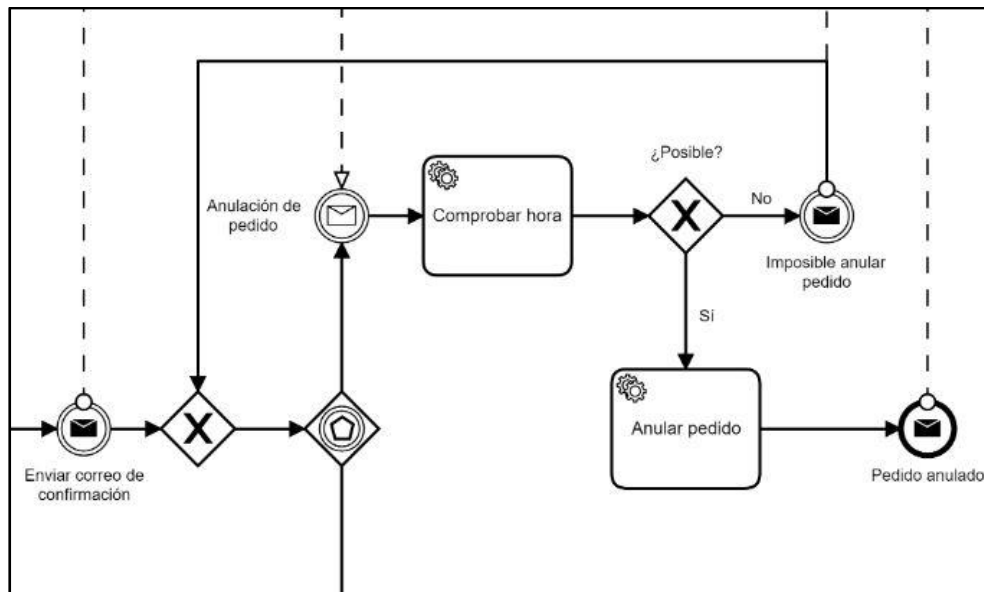 ¿Posible?
Anulación de
pedido
Comprobar hora
No
Imposible anular
pedido
Sí
Anular pedido
Enviar correo de
confirmación
Pedido anulado